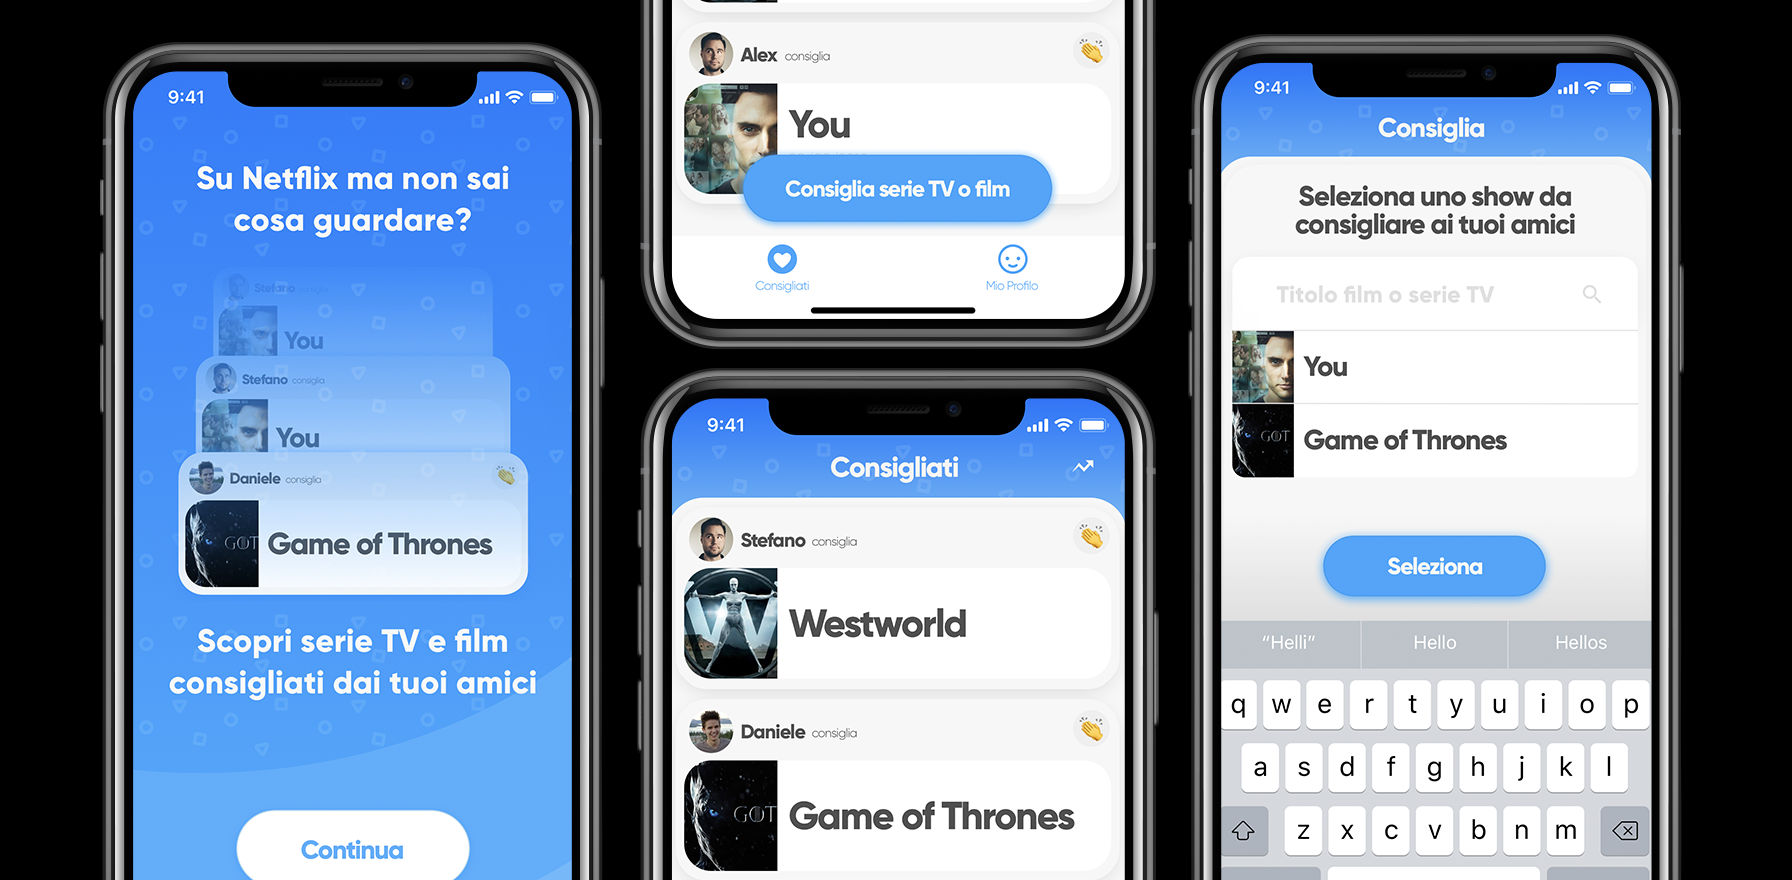 9:41
Su Netflix ma non sai
cosa guardare?
Stefano consiglia
You
Stefano consiglia
You
Daniele consiglia
GOT
Game of Thrones
Scopri serie TV e film
consigliati dai tuoi amici
Continua
Alex consiglia
You
Consiglia serie TV o film
Consigliati
Mio Profilo
9:41
Consigliati
Stefano consiglia
W
Westworld
Daniele consiglia
GOT
Game of Thrones
9:41
Consiglia
Seleziona uno show da
consigliare ai tuoi amici
Titolo film o serie TV
You
GOT
Game of Thrones
Seleziona
“Helli” Hello Hellos
q w e r t y u i o p
a s d f g h j k l
z x c v b n m